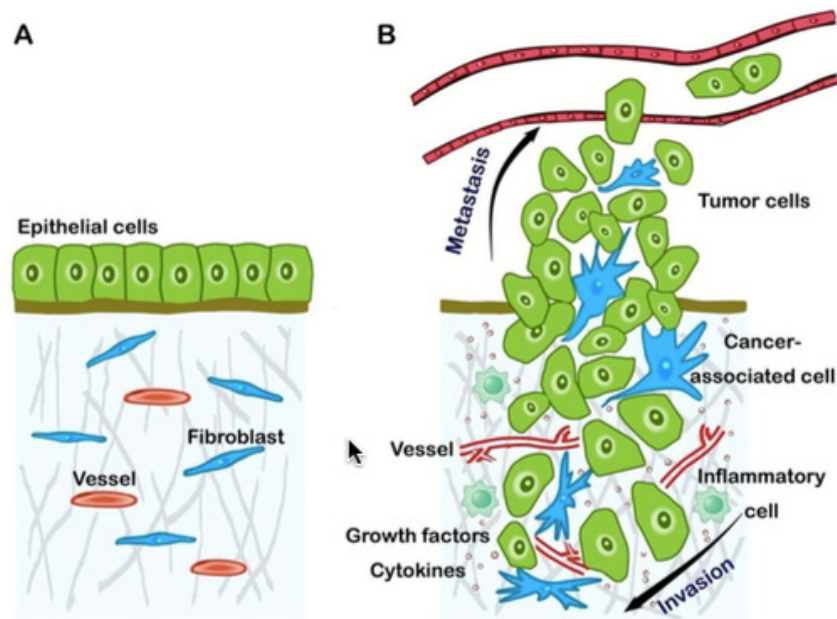 A
Epithelial cells
Fibroblast
Vessel
B
Metastasis
Tumor cells
Cancer-
associated cell
Vessel
Inflammatory
cell
Growth factors
Cytokines
Invasion